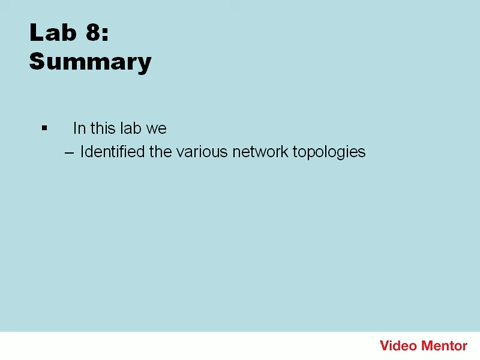 Lab 8:
Summary
▪ In this lab we
– Identified the various network topologies
Video Mentor